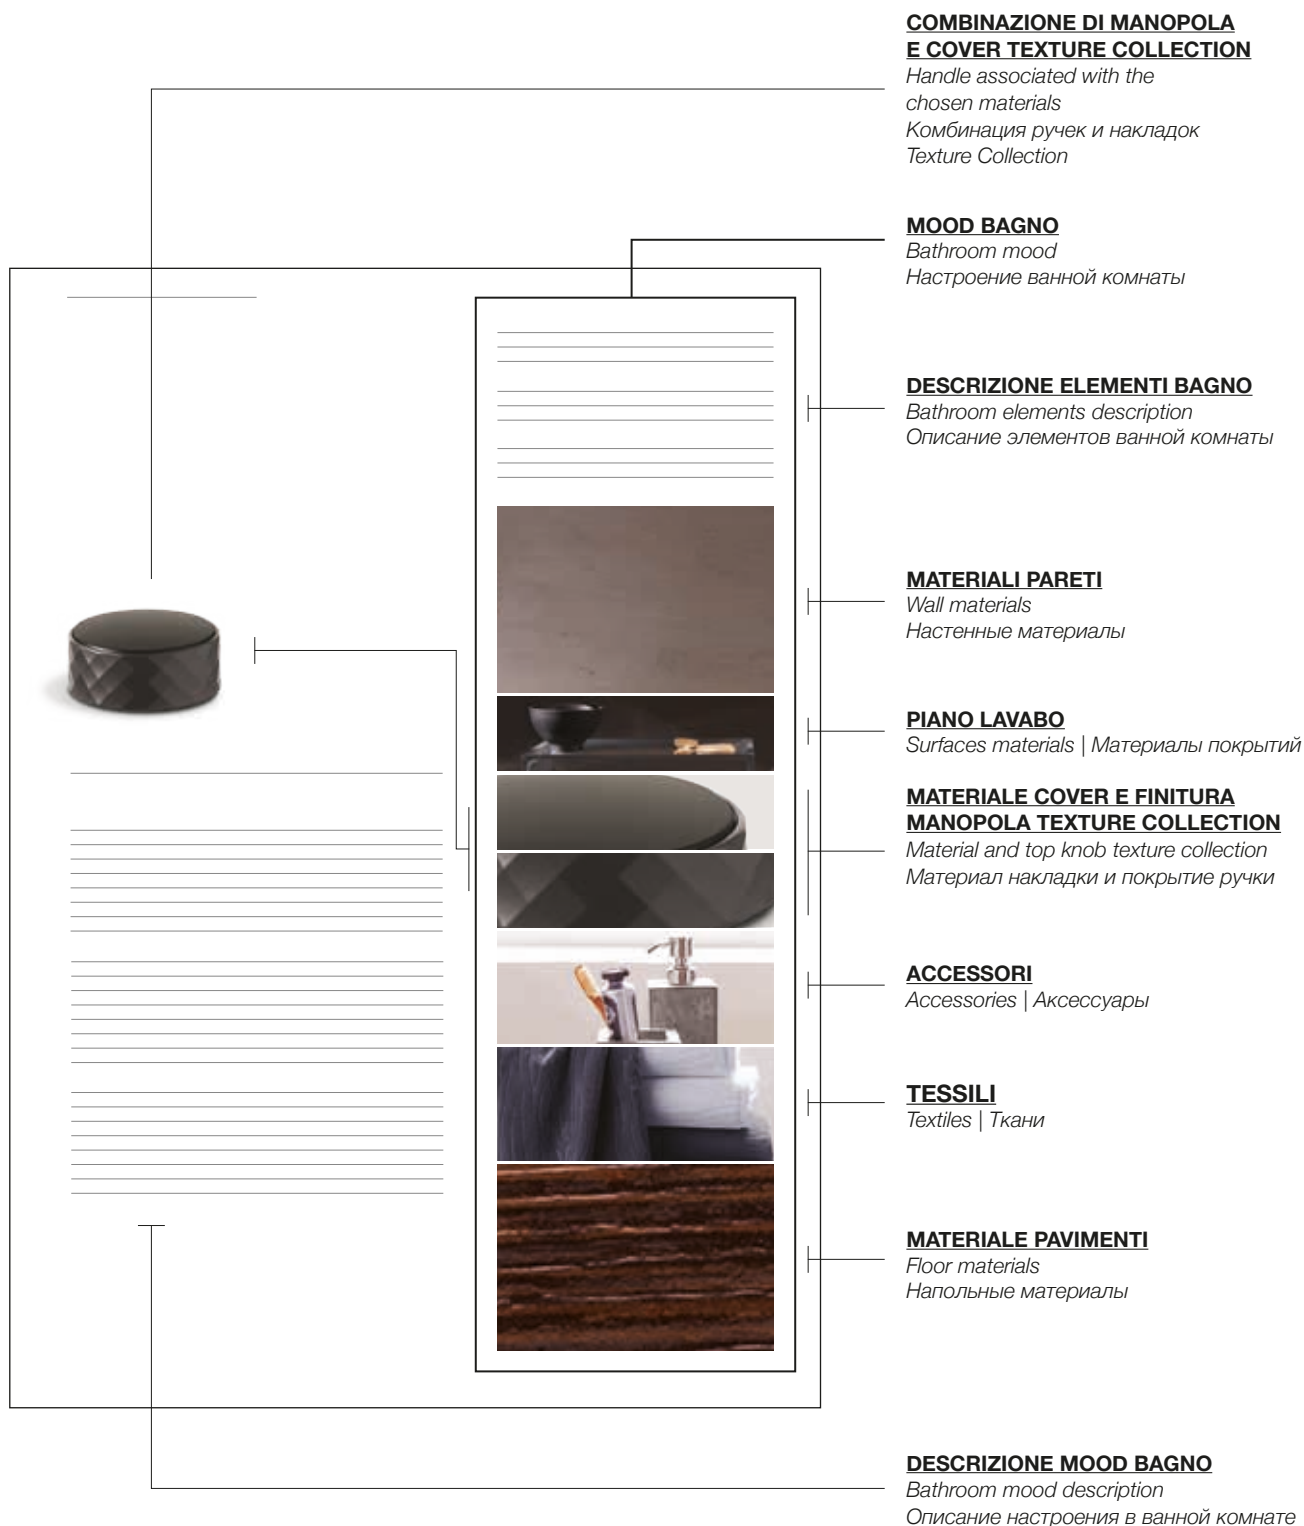 COMBINAZIONE DI MANOPOLA
E COVER TEXTURE COLLECTION
Handle associated with the
chosen materials
Комбинация ручек и накладок
Texture Collection
MOOD BAGNO
Bathroom mood
Настроение ванной комнаты
DESCRIZIONE ELEMENTI BAGNO
Bathroom elements description
Описание элементов ванной комнаты
MATERIALI PARETI
Wall materials
Настенные материалы
PIANO LAVABO
Surfaces materials | Материалы покрытий
MATERIALE COVER E FINITURA
MANOPOLA TEXTURE COLLECTION
Material and top knob texture collection
Материал накладки и покрытие ручки
ACCESSORI
Accessories | Аксессуары
TESSILI
Textiles | Ткани
MATERIALE PAVIMENTI
Floor materials
Напольные материалы
DESCRIZIONE MOOD BAGNO
Bathroom mood description
Описание настроения в ванной комнате